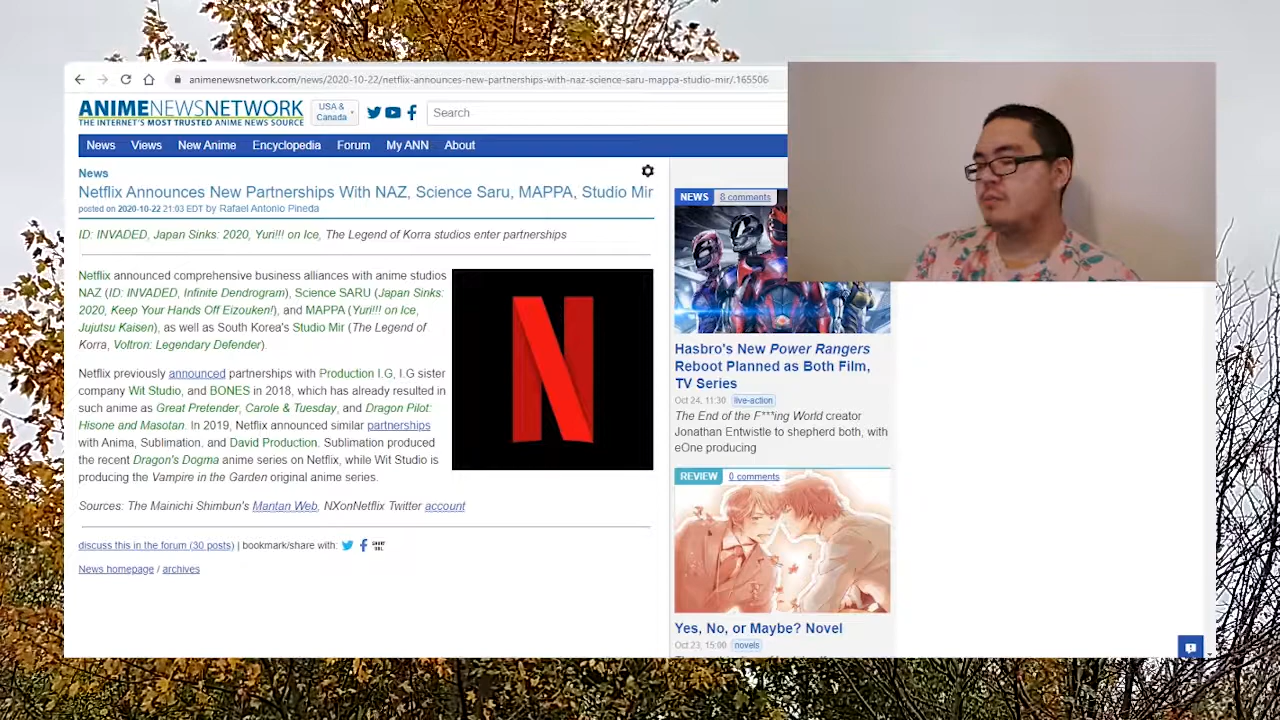 animenewsnetwork.com/news/2020-10-22/netflix-announces-new-partnerships-with-naz-science-saru-mappa-studio-mir/.165506
ANIMENEWSNETWORK
THE INTERNET'S MOST TRUSTED ANIME NEWS SOURCE
USA &
Canada
Search
News Views New Anime Encyclopedia Forum My ANN About
News
Netflix Announces New Partnerships With NAZ, Science Saru, MAPPA, Studio Mir
posted on 2020-10-22 21:03 EDT by Rafael Antonio Pineda
ID: INVADED, Japan Sinks: 2020, Yuri!!! on Ice, The Legend of Korra studios enter partnerships
Netflix announced comprehensive business alliances with anime studios
NAZ (ID: INVADED, Infinite Dendrogram), Science SARU (Japan Sinks:
2020, Keep Your Hands Off Eizouken!), and MAPPA (Yuri!!! on Ice,
Jujutsu Kaisen), as well as South Korea's Studio Mir (The Legend of
Korra, Voltron: Legendary Defender).
Netflix previously announced partnerships with Production I.G, I.G sister
company Wit Studio, and BONES in 2018, which has already resulted in
such anime as Great Pretender, Carole & Tuesday, and Dragon Pilot:
Hisone and Masotan. In 2019, Netflix announced similar partnerships
with Anima, Sublimation, and David Production. Sublimation produced
the recent Dragon's Dogma anime series on Netflix, while Wit Studio is
producing the Vampire in the Garden original anime series.
Sources: The Mainichi Shimbun's Mantan Web, NXonNetflix Twitter account
discuss this in the forum (30 posts) | bookmark/share with: SHORT URL
News homepage / archives
N
NEWS 8 comments
Hasbro's New Power Rangers
Reboot Planned as Both Film,
TV Series
Oct 24, 11:30 live-action
The End of the F***ing World creator
Jonathan Entwistle to shepherd both, with
eOne producing
REVIEW 0 comments
Yes, No, or Maybe? Novel
Oct 23, 15:00 novels